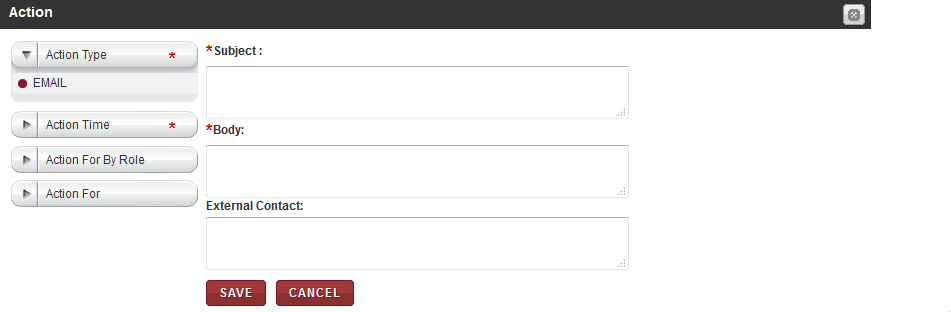 Action
Action Type *
EMAIL
Action Time *
Action For By Role
Action For
*Subject :
*Body:
External Contact:
SAVE CANCEL